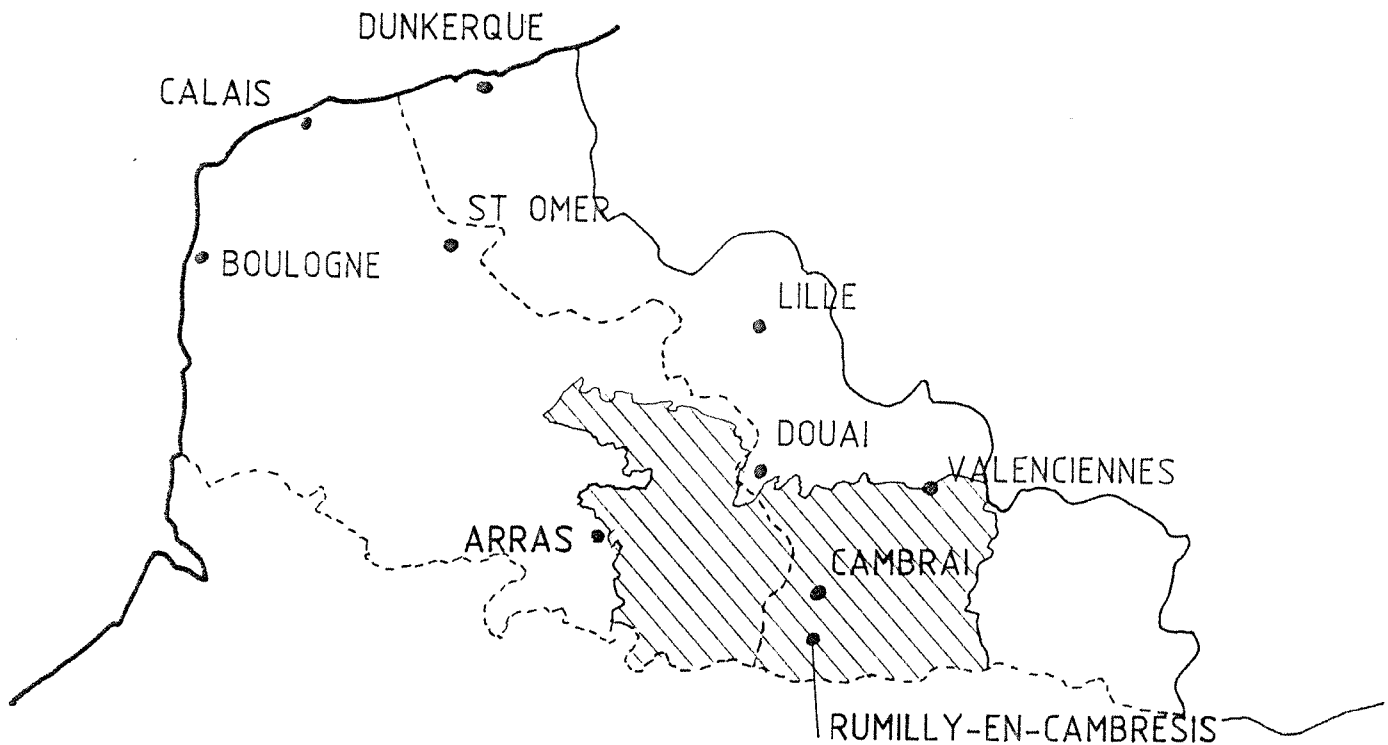 DUNKERQUE
CALAIS
ST OMER
BOULOGNE
LILLE
DOUAI
VALENCIENNES
ARRAS
CAMBRAI
RUMILLY-EN-CAMBRESIS